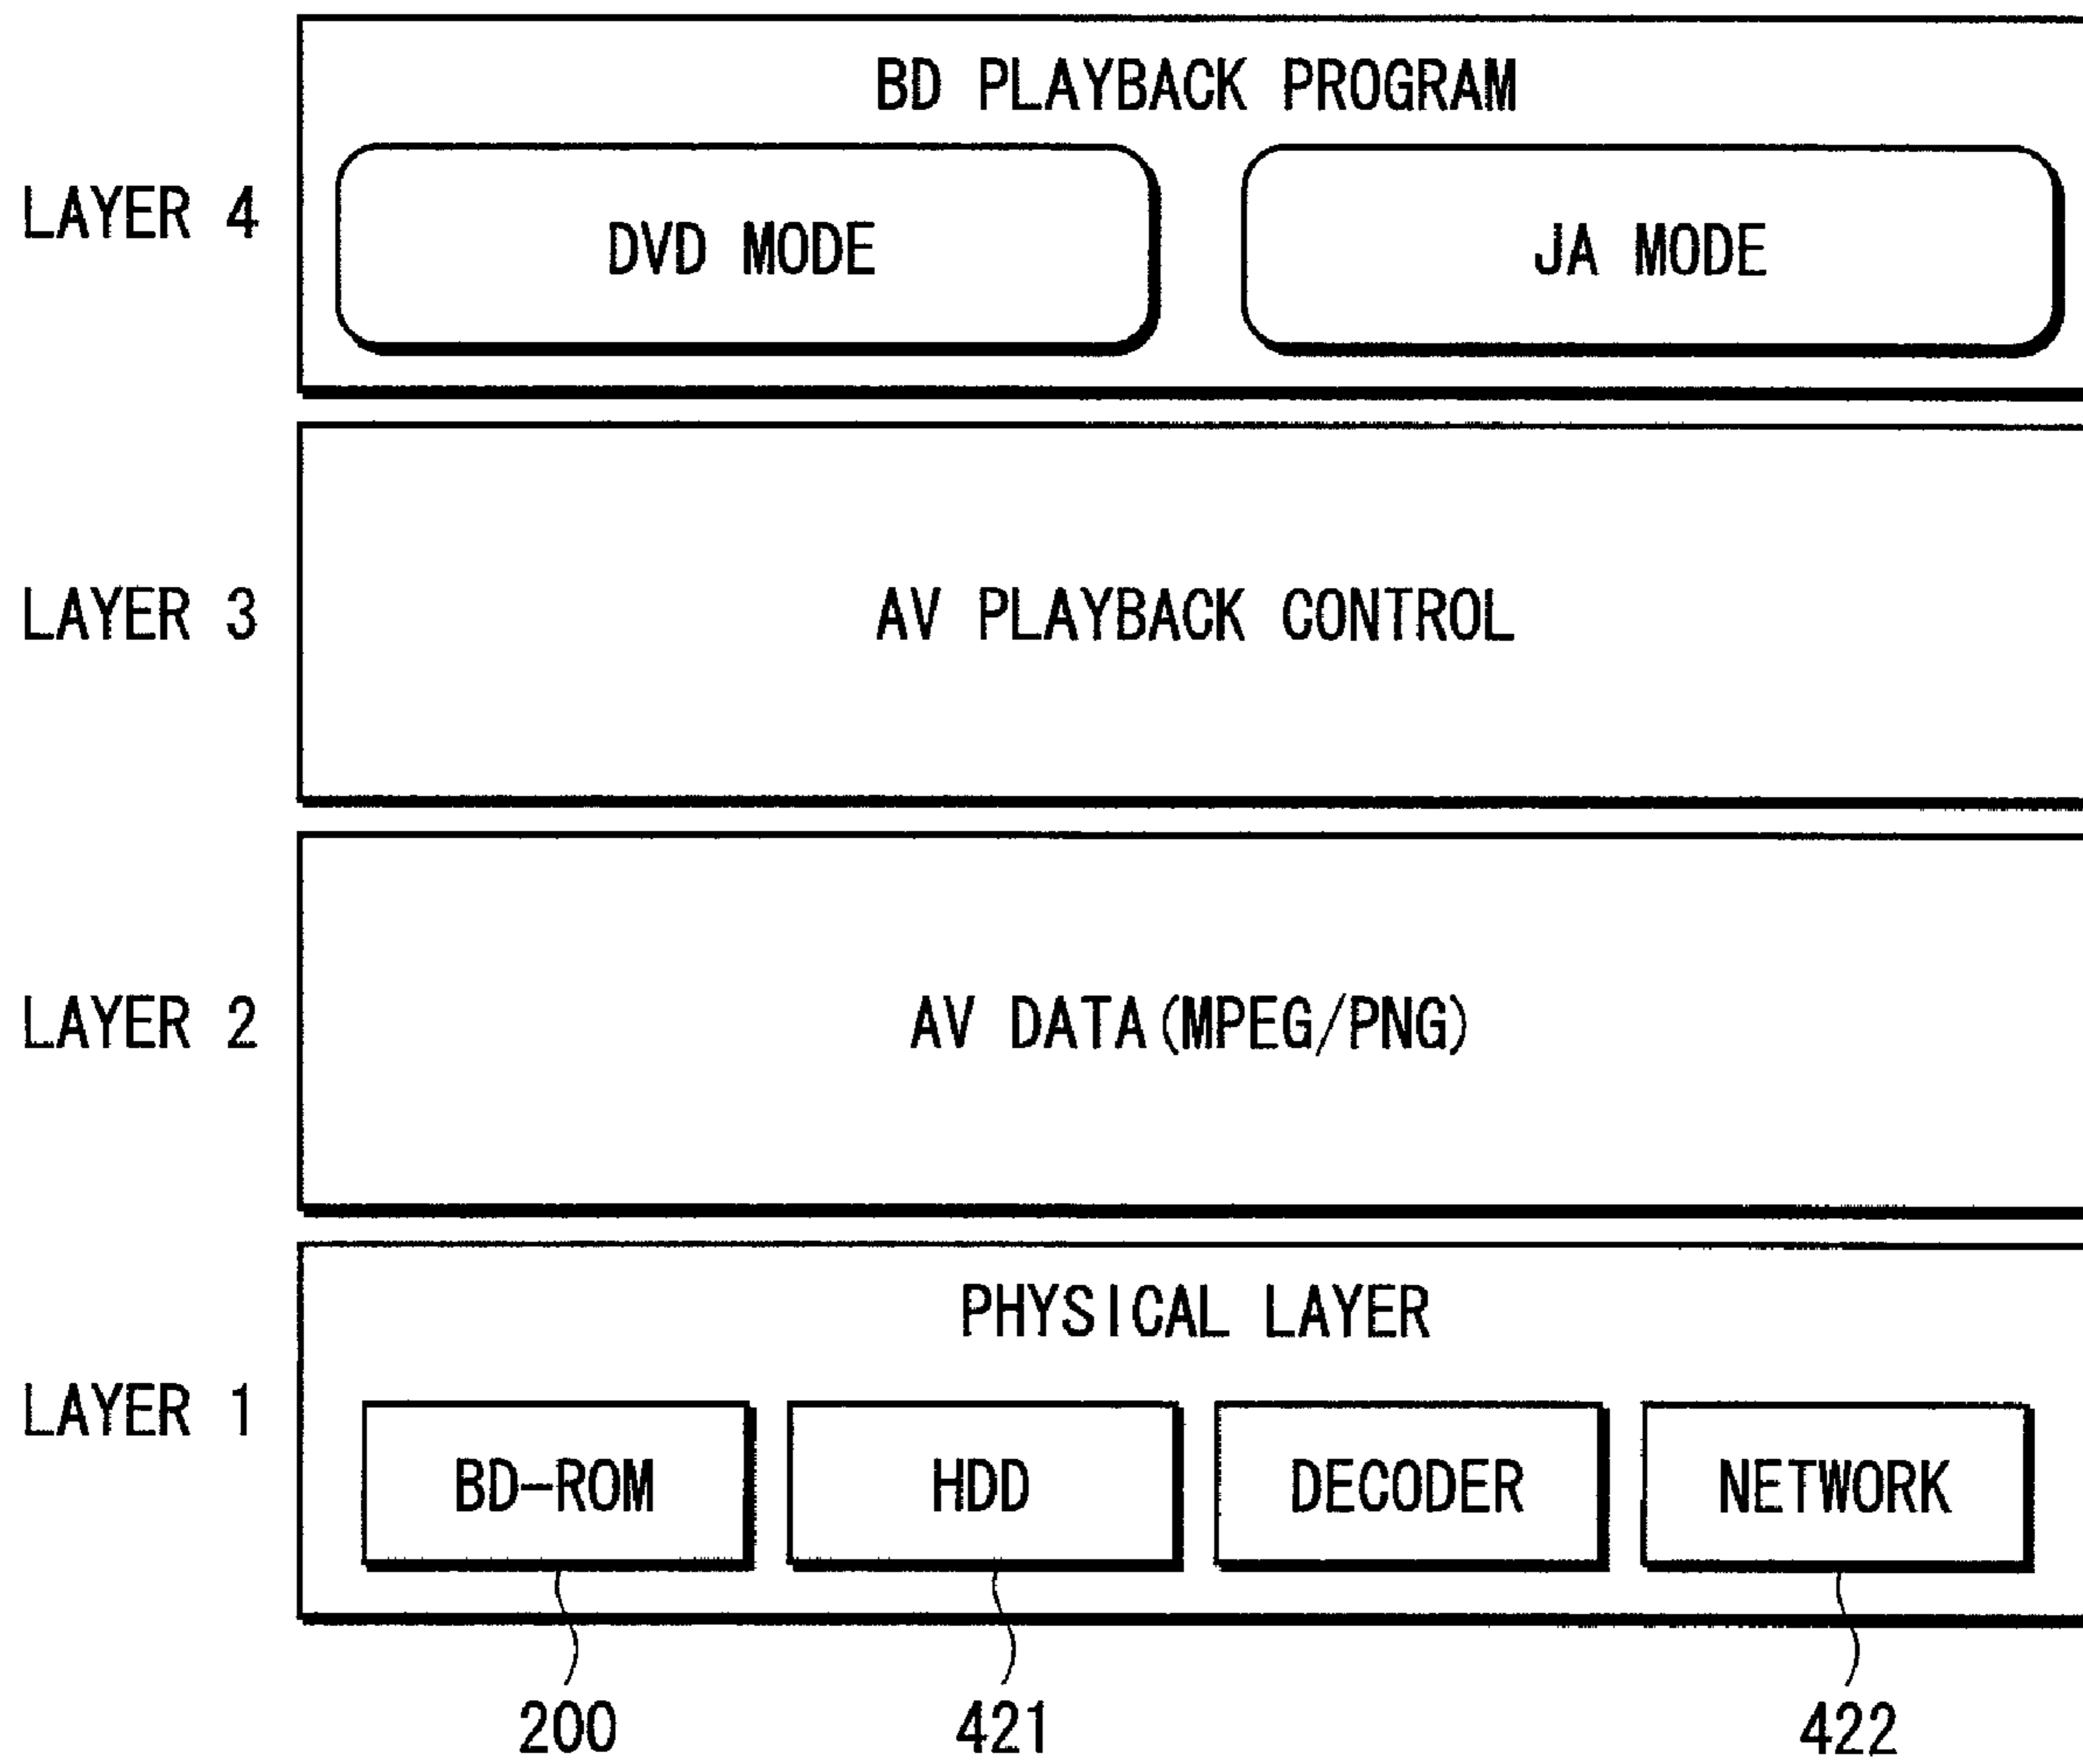 BD PLAYBACK PROGRAM
LAYER 4
DVD MODE
JA MODE
LAYER 3
AV PLAYBACK CONTROL
LAYER 2
AV DATA(MPEG/PNG)
PHYSICAL LAYER
LAYER 1
BD-ROM
HDD
DECODER
NETWORK
200
421
422